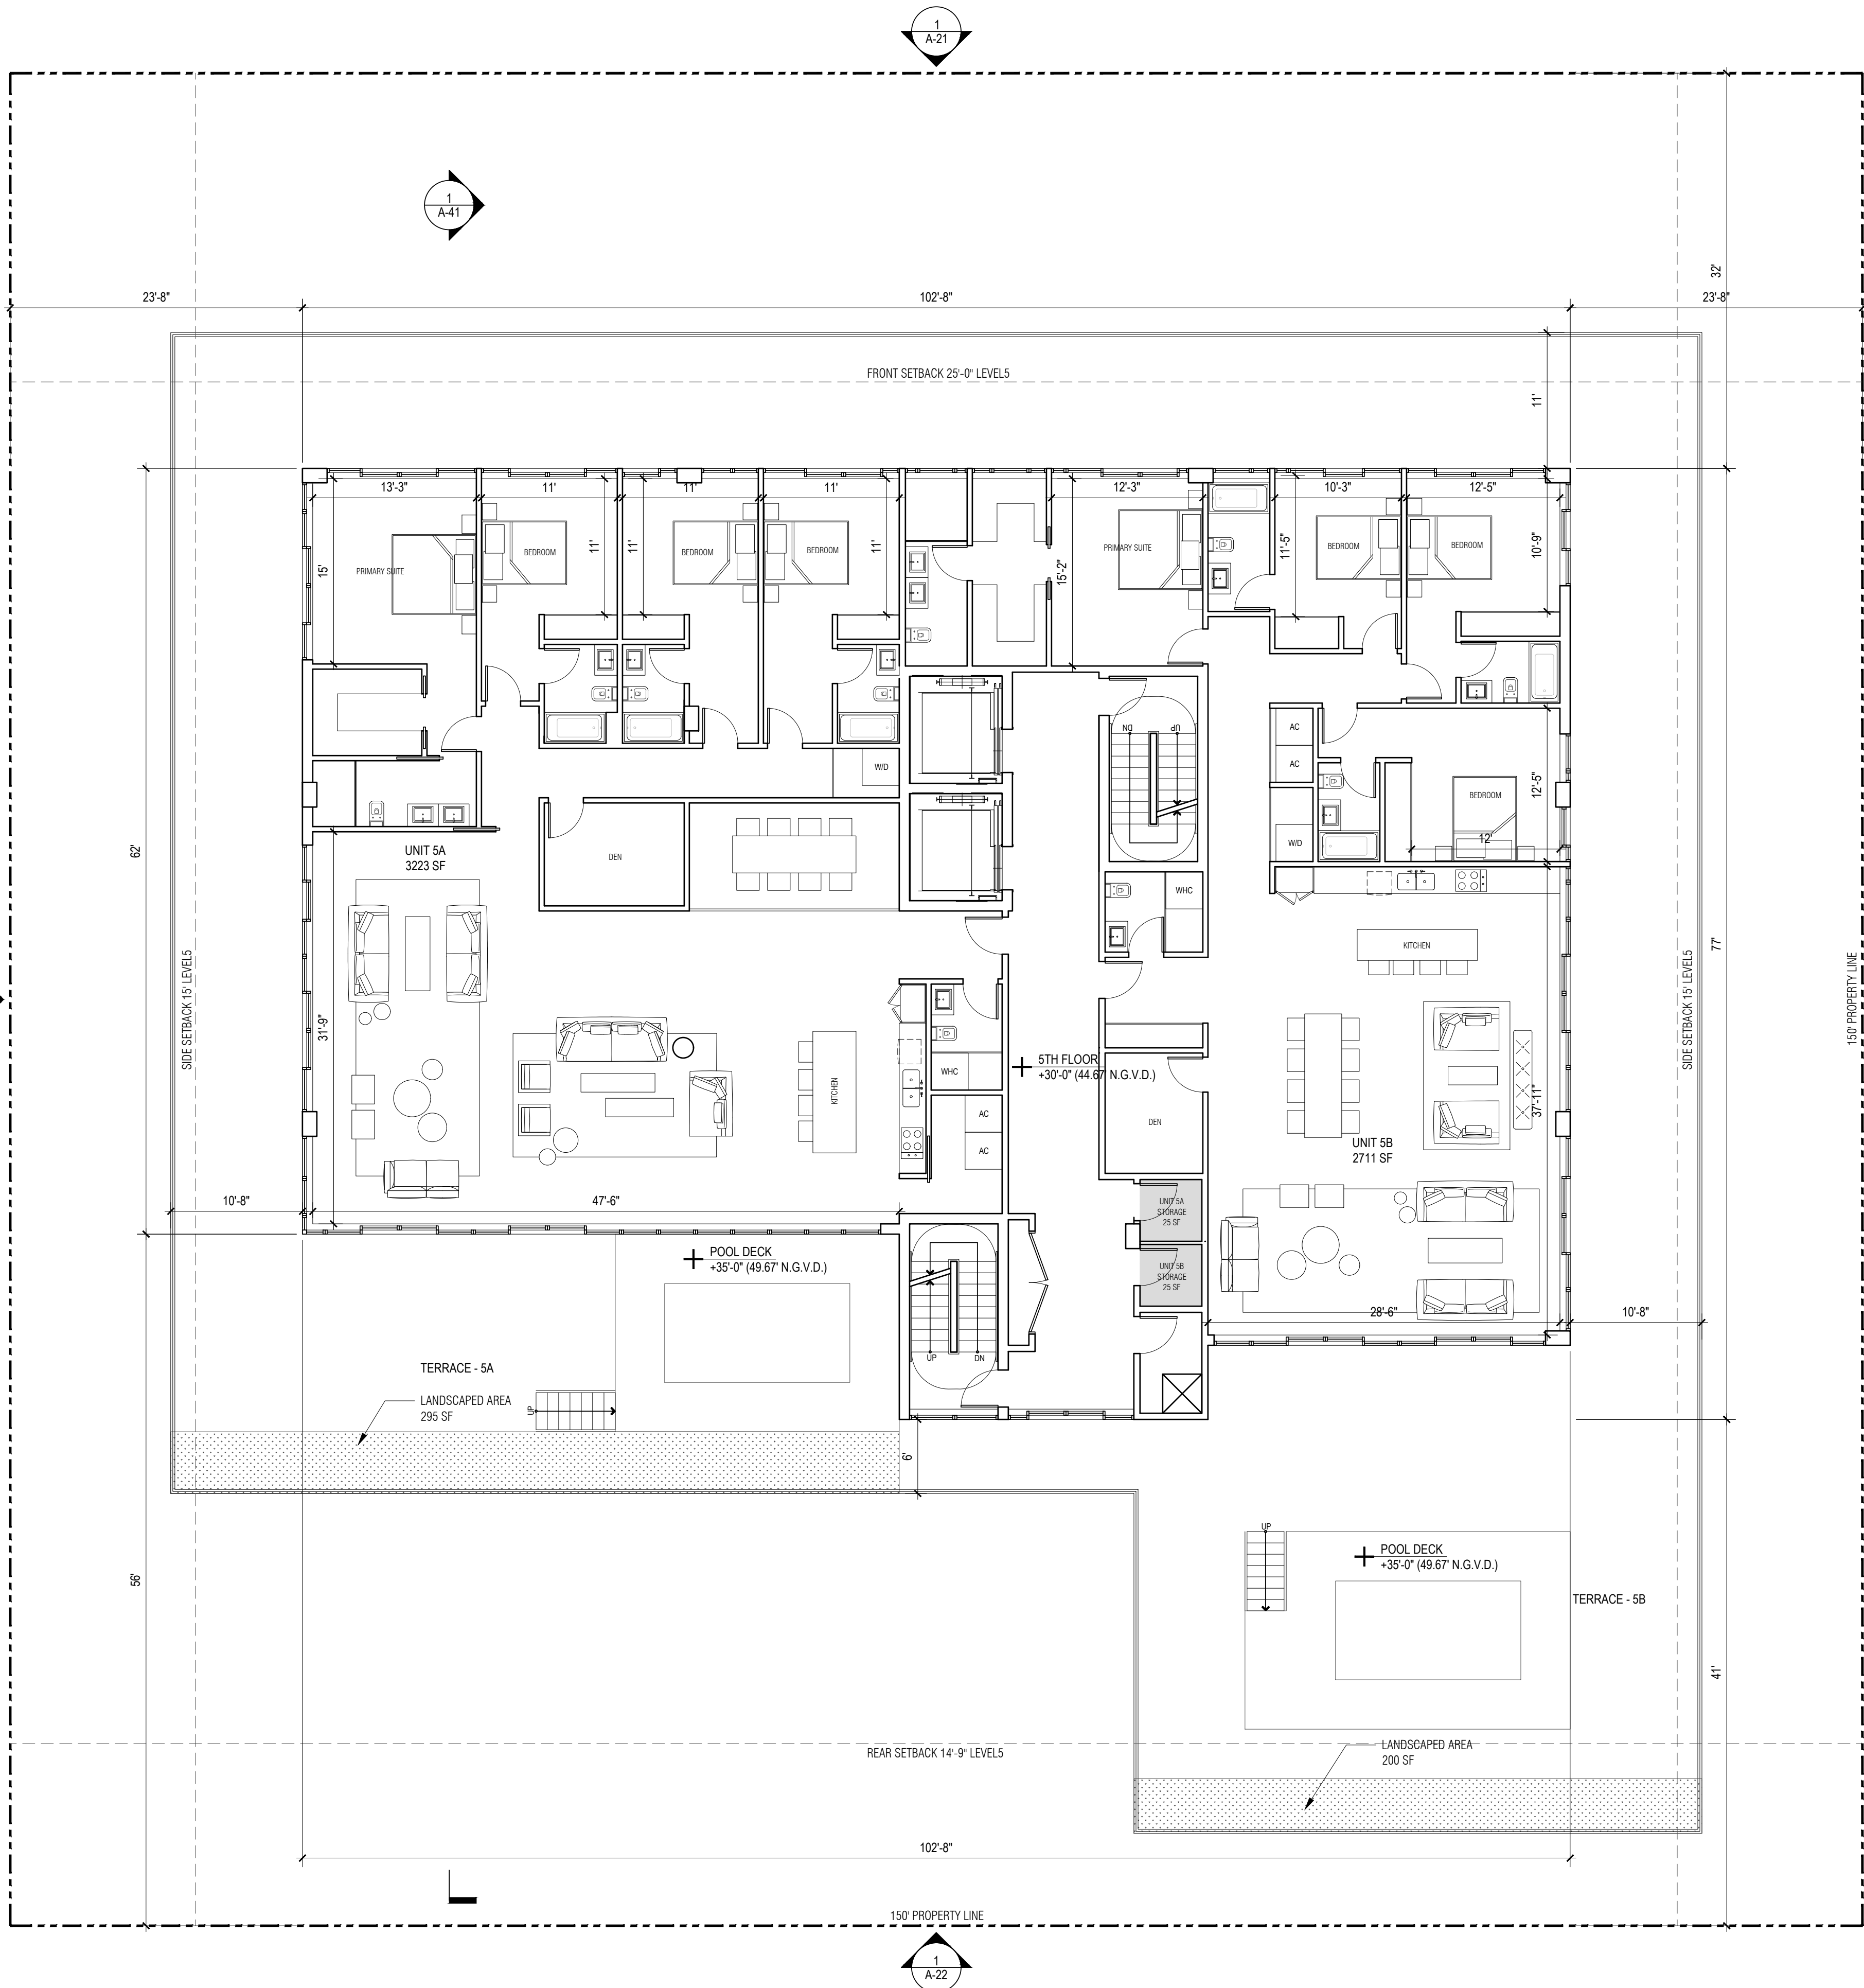 1
A-21
1
A-41
32'
23'-8"
102'-8"
23'-8"
FRONT SETBACK 25'-0" LEVEL5
11'
13'-3"
11'
11'
11'
12'-3"
10'-3"
12'-5"
PRIMARY SUITE
15'
BEDROOM
11'
11'
BEDROOM
BEDROOM
11'
15'-2"
PRIMARY SUITE
11'-5"
BEDROOM
BEDROOM
10'-9"
DN
UP
AC
AC
W/D
W/D
BEDROOM
12'-5"
12'
62'
UNIT 5A
3223 SF
DEN
WHC
KITCHEN
77'
SIDE SETBACK 15' LEVEL5
SIDE SETBACK 15' LEVEL5
150' PROPERTY LINE
31'-9"
WHC
KITCHEN
5TH FLOOR
+30'-0" (44.67' N.G.V.D.)
AC
AC
DEN
37'-11"
UNIT 5B
2711 SF
10'-8"
47'-6"
UNIT 5A
STORAGE
25 SF
UNIT 5B
STORAGE
25 SF
POOL DECK
+35'-0" (49.67' N.G.V.D.)
28'-6"
10'-8"
UP
DN
TERRACE - 5A
LANDSCAPED AREA
295 SF
UP
6'
56'
UP
POOL DECK
+35'-0" (49.67' N.G.V.D.)
TERRACE - 5B
41'
REAR SETBACK 14'-9" LEVEL5
LANDSCAPED AREA
200 SF
102'-8"
150' PROPERTY LINE
1
A-22